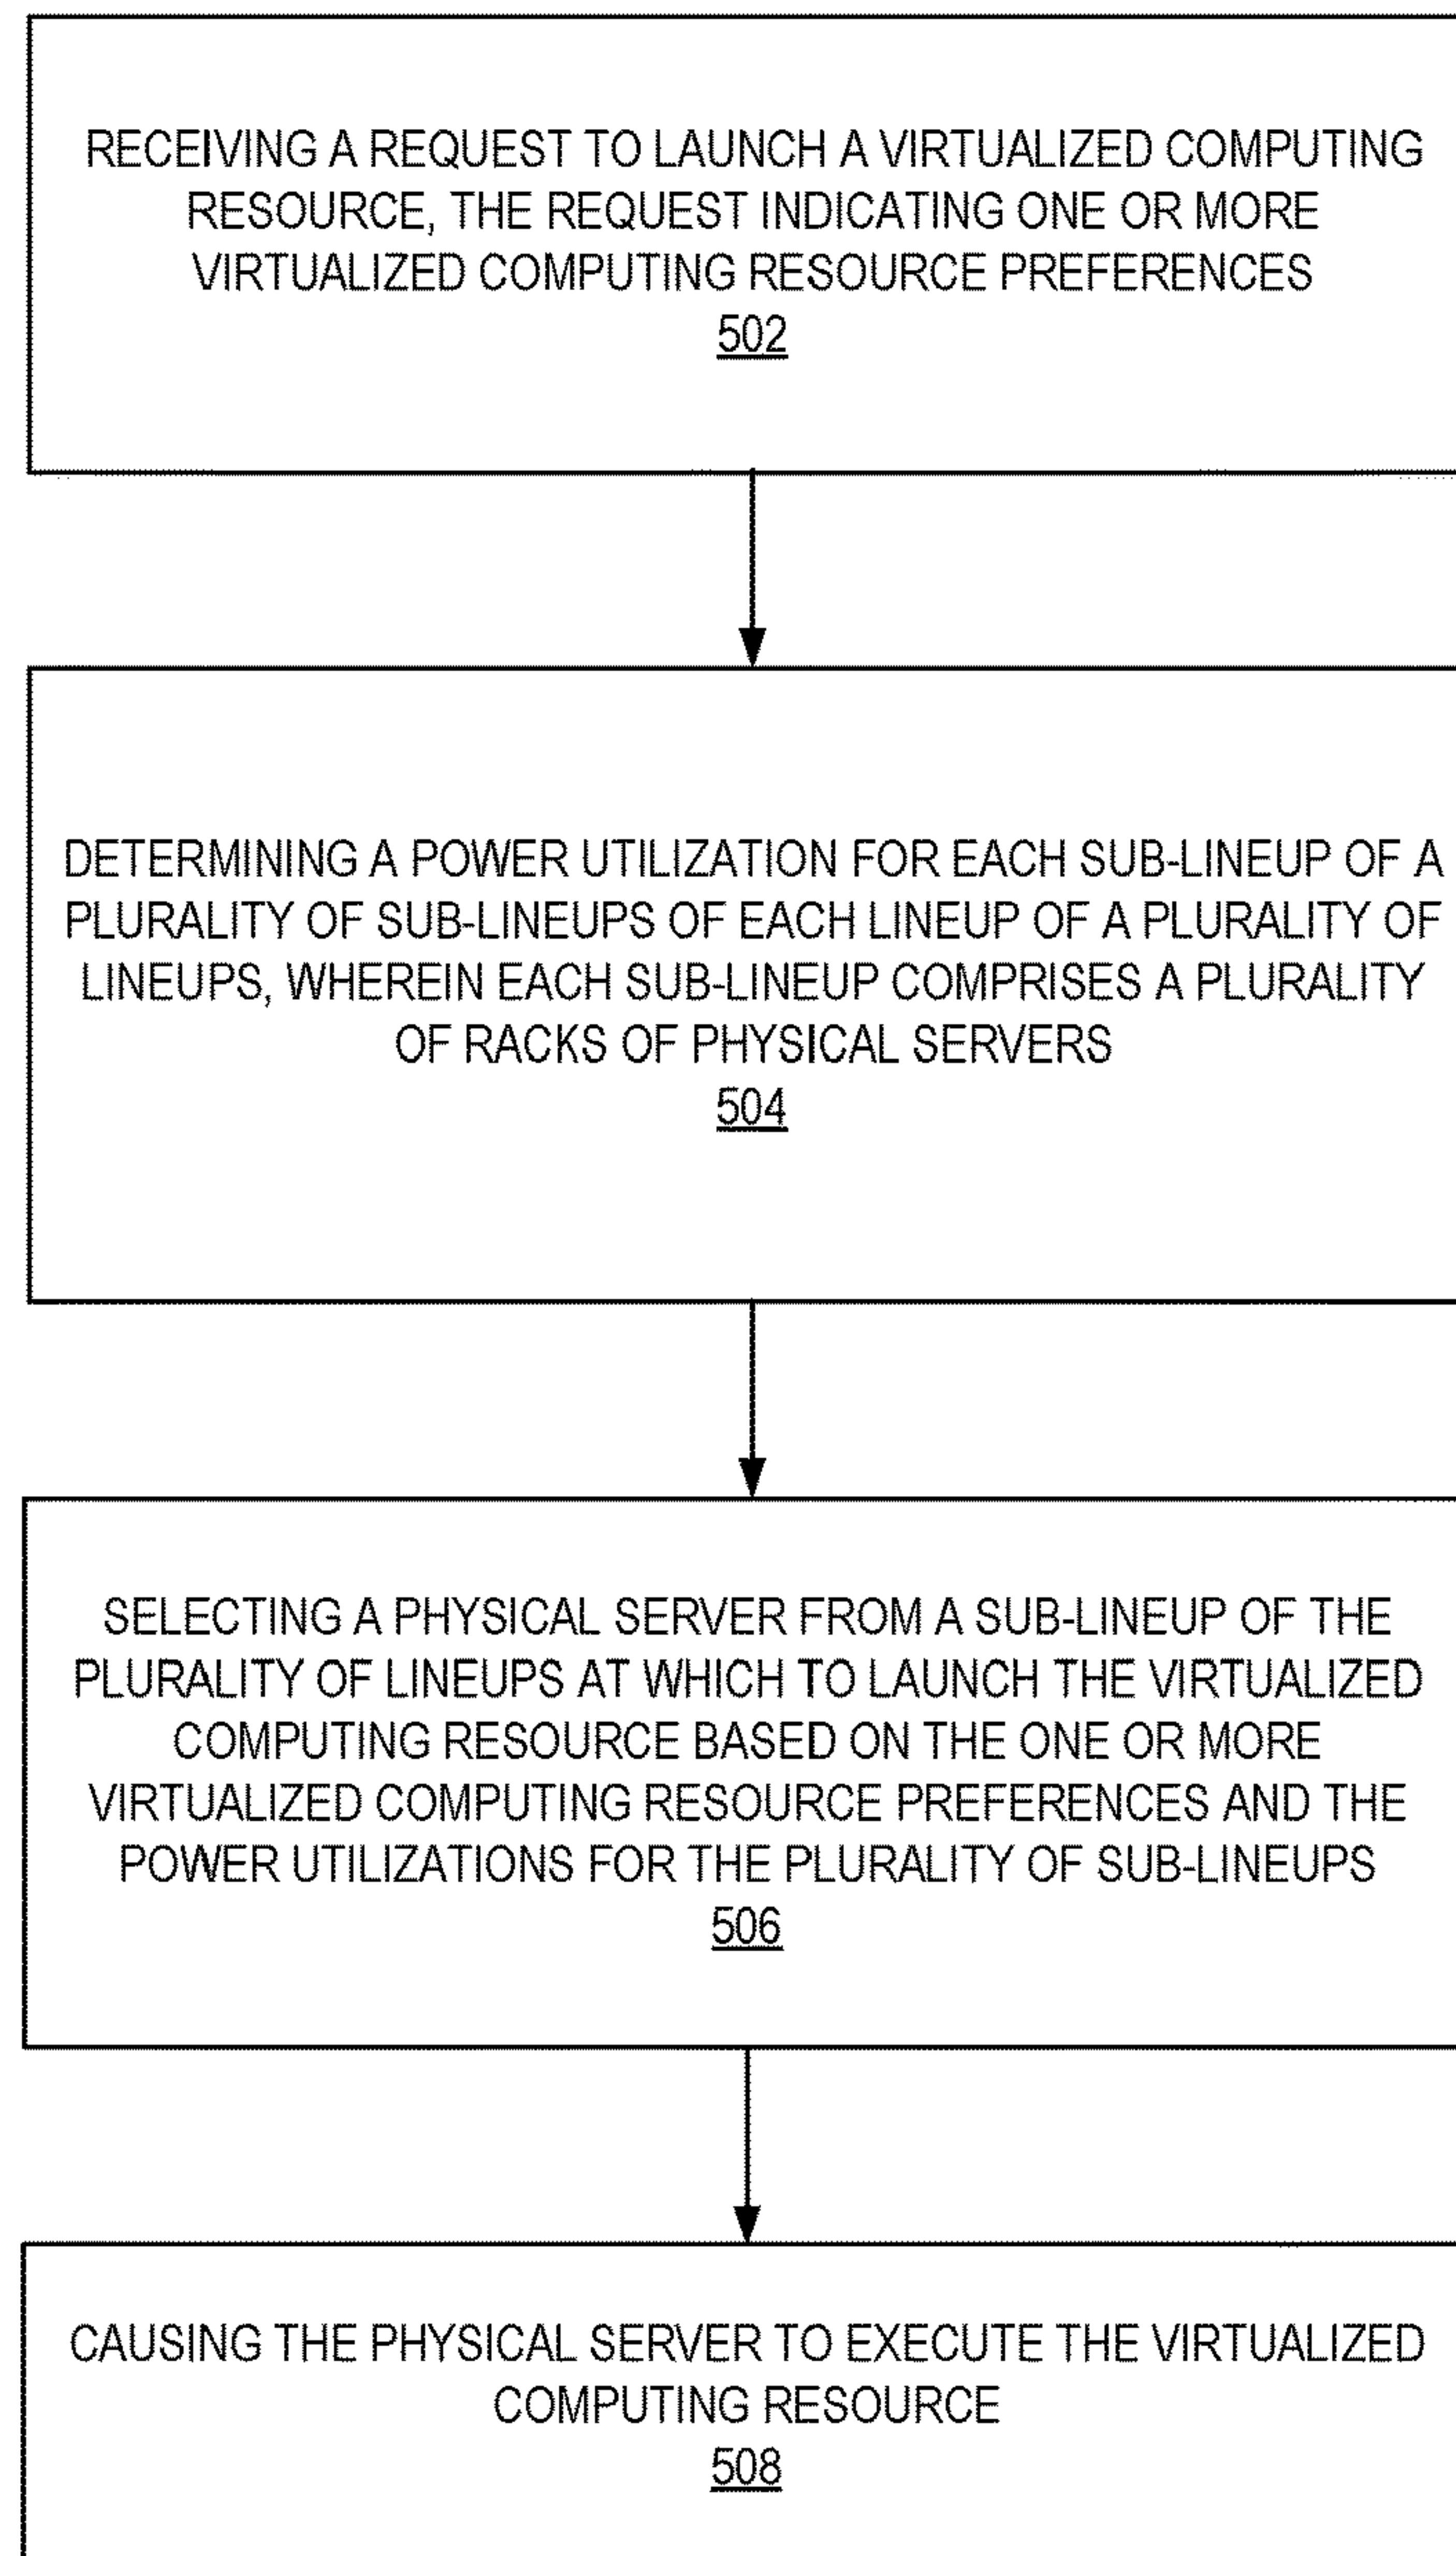 RECEIVING A REQUEST TO LAUNCH A VIRTUALIZED COMPUTING
RESOURCE, THE REQUEST INDICATING ONE OR MORE
VIRTUALIZED COMPUTING RESOURCE PREFERENCES
502
DETERMINING A POWER UTILIZATION FOR EACH SUB-LINEUP OF A
PLURALITY OF SUB-LINEUPS OF EACH LINEUP OF A PLURALITY OF
LINEUPS, WHEREIN EACH SUB-LINEUP COMPRISES A PLURALITY
OF RACKS OF PHYSICAL SERVERS
504
SELECTING A PHYSICAL SERVER FROM A SUB-LINEUP OF THE
PLURALITY OF LINEUPS AT WHICH TO LAUNCH THE VIRTUALIZED
COMPUTING RESOURCE BASED ON THE ONE OR MORE
VIRTUALIZED COMPUTING RESOURCE PREFERENCES AND THE
POWER UTILIZATIONS FOR THE PLURALITY OF SUB-LINEUPS
506
CAUSING THE PHYSICAL SERVER TO EXECUTE THE VIRTUALIZED
COMPUTING RESOURCE
508